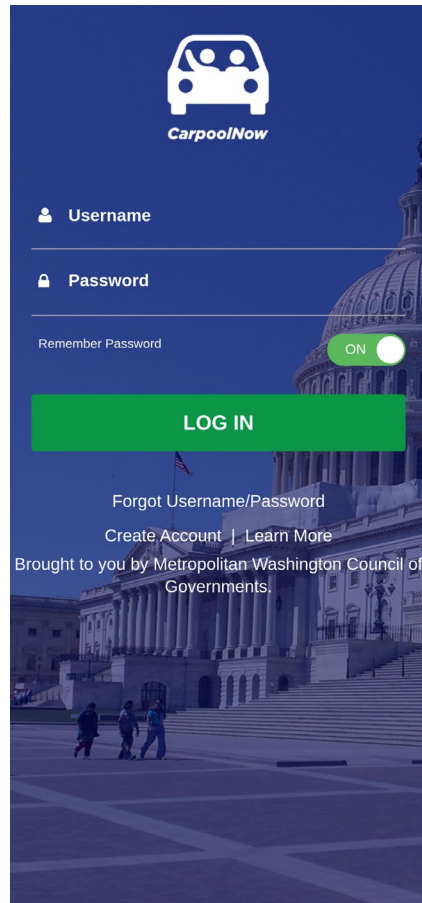 CarpoolNow
Username
Password
Remember Password
ON
LOG IN
Forgot Username/Password
Create Account | Learn More
Brought to you by Metropolitan Washington Council of
Governments.